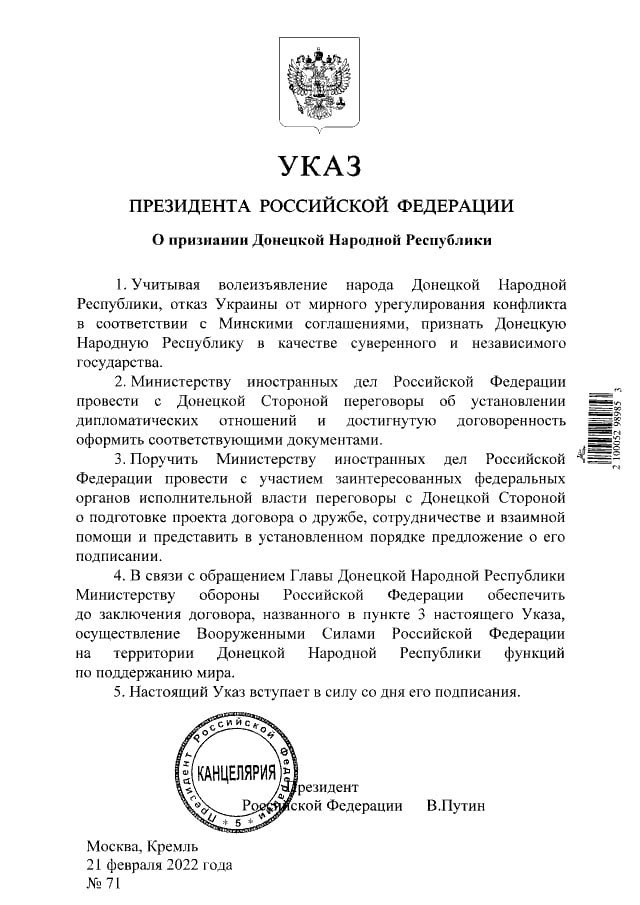 УКАЗ
ПРЕЗИДЕНТА РОССИЙСКОЙ ФЕДЕРАЦИИ
О признании Донецкой Народной Республики
1. Учитывая волеизъявление народа Донецкой Народной
Республики, отказ Украины от мирного урегулирования конфликта
в соответствии с Минскими соглашениями, признать Донецкую
Народную Республику в качестве суверенного и независимого
государства.
2. Министерству иностранных дел Российской Федерации
провести с Донецкой Стороной переговоры об установлении
дипломатических отношений и достигнутую договоренность
оформить соответствующими документами.
3. Поручить Министерству иностранных дел Российской
Федерации провести с участием заинтересованных федеральных
органов исполнительной власти переговоры с Донецкой Стороной
о подготовке проекта договора о дружбе, сотрудничестве и взаимной
помощи и представить в установленном порядке предложение о его
подписании.
4. В связи с обращением Главы Донецкой Народной Республики
Министерству обороны Российской Федерации обеспечить
до заключения договора, названного в пункте 3 настоящего Указа,
осуществление Вооруженными Силами Российской Федерации
на территории Донецкой Народной Республики функций
по поддержанию мира.
5. Настоящий Указ вступает в силу со дня его подписания.
Президент Российской Федерации * 5 *
КАНЦЕЛЯРИЯ
Президент
Российской Федерации В.Путин
Москва, Кремль
21 февраля 2022 года
№ 71
2 100052 98985 3